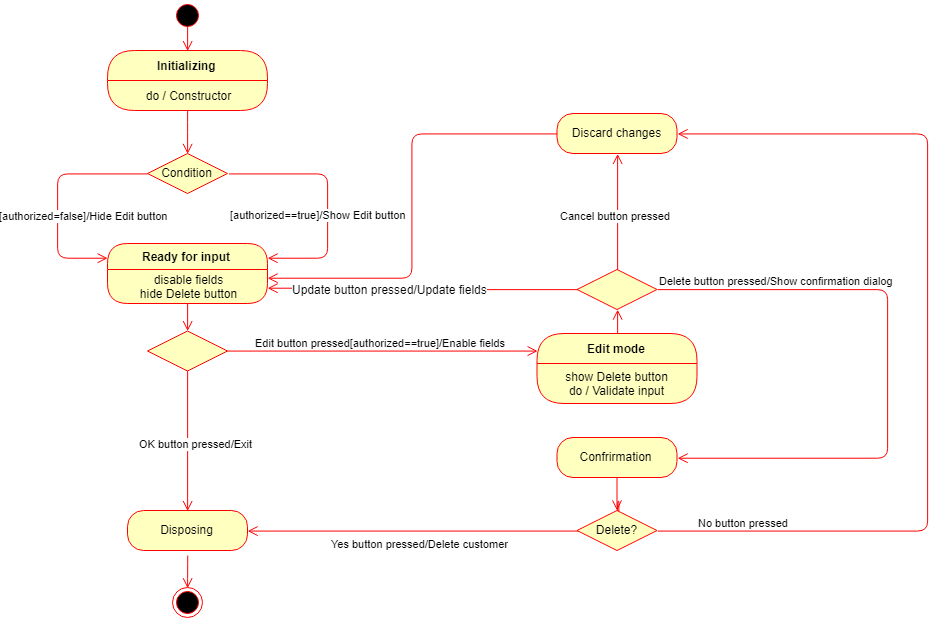 Initializing
do / Constructor
Condition
[authorized=false]/Hide Edit button
[authorized==true]/Show Edit button
Ready for input
disable fields
hide Delete button
Discard changes
Cancel button pressed
Update button pressed/Update fields
Delete button pressed/Show confirmation dialog
Edit button pressed[authorized==true]/Enable fields
Edit mode
show Delete button
do / Validate input
OK button pressed/Exit
Confrirmation
Disposing
Delete?
No button pressed
Yes button pressed/Delete customer